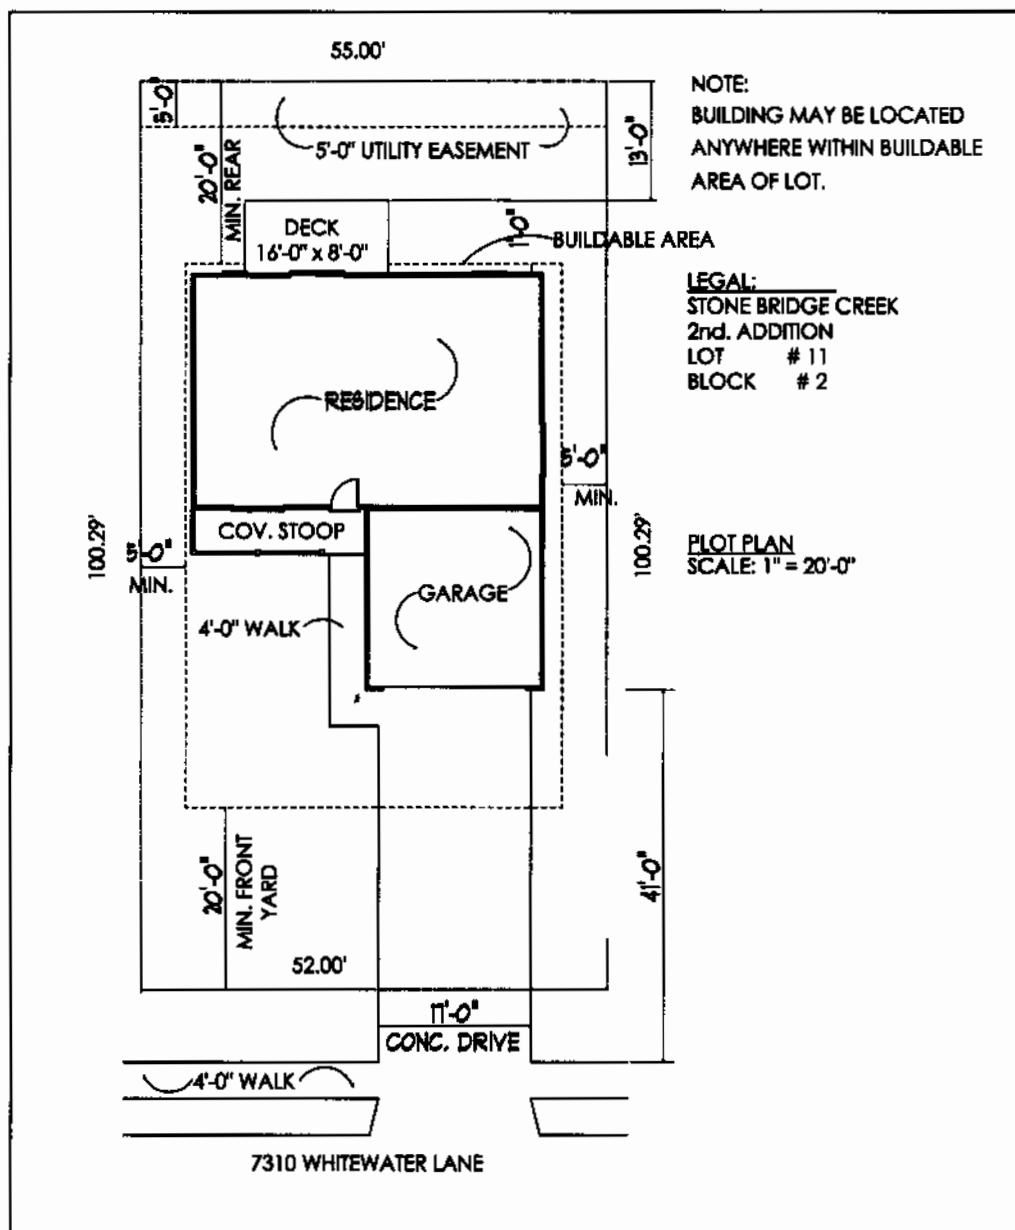 55.00'
5'-0"
5'-0" UTILITY EASEMENT
20'-0"
MIN. REAR
13'-0"
NOTE:
BUILDING MAY BE LOCATED
ANYWHERE WITHIN BUILDABLE
AREA OF LOT.
DECK
16'-0" x 8'-0"
1'-0"
BUILDABLE AREA
LEGAL:
STONE BRIDGE CREEK
2nd. ADDITION
LOT # 11
BLOCK # 2
RESIDENCE
5'-0"
MIN.
COV. STOOP
100.29'
5'-0"
MIN.
100.29'
PLOT PLAN
SCALE: 1" = 20'-0"
GARAGE
4'-0" WALK
20'-0"
MIN. FRONT
YARD
41'-0"
52.00'
17'-0"
CONC. DRIVE
4'-0" WALK
7310 WHITEWATER LANE